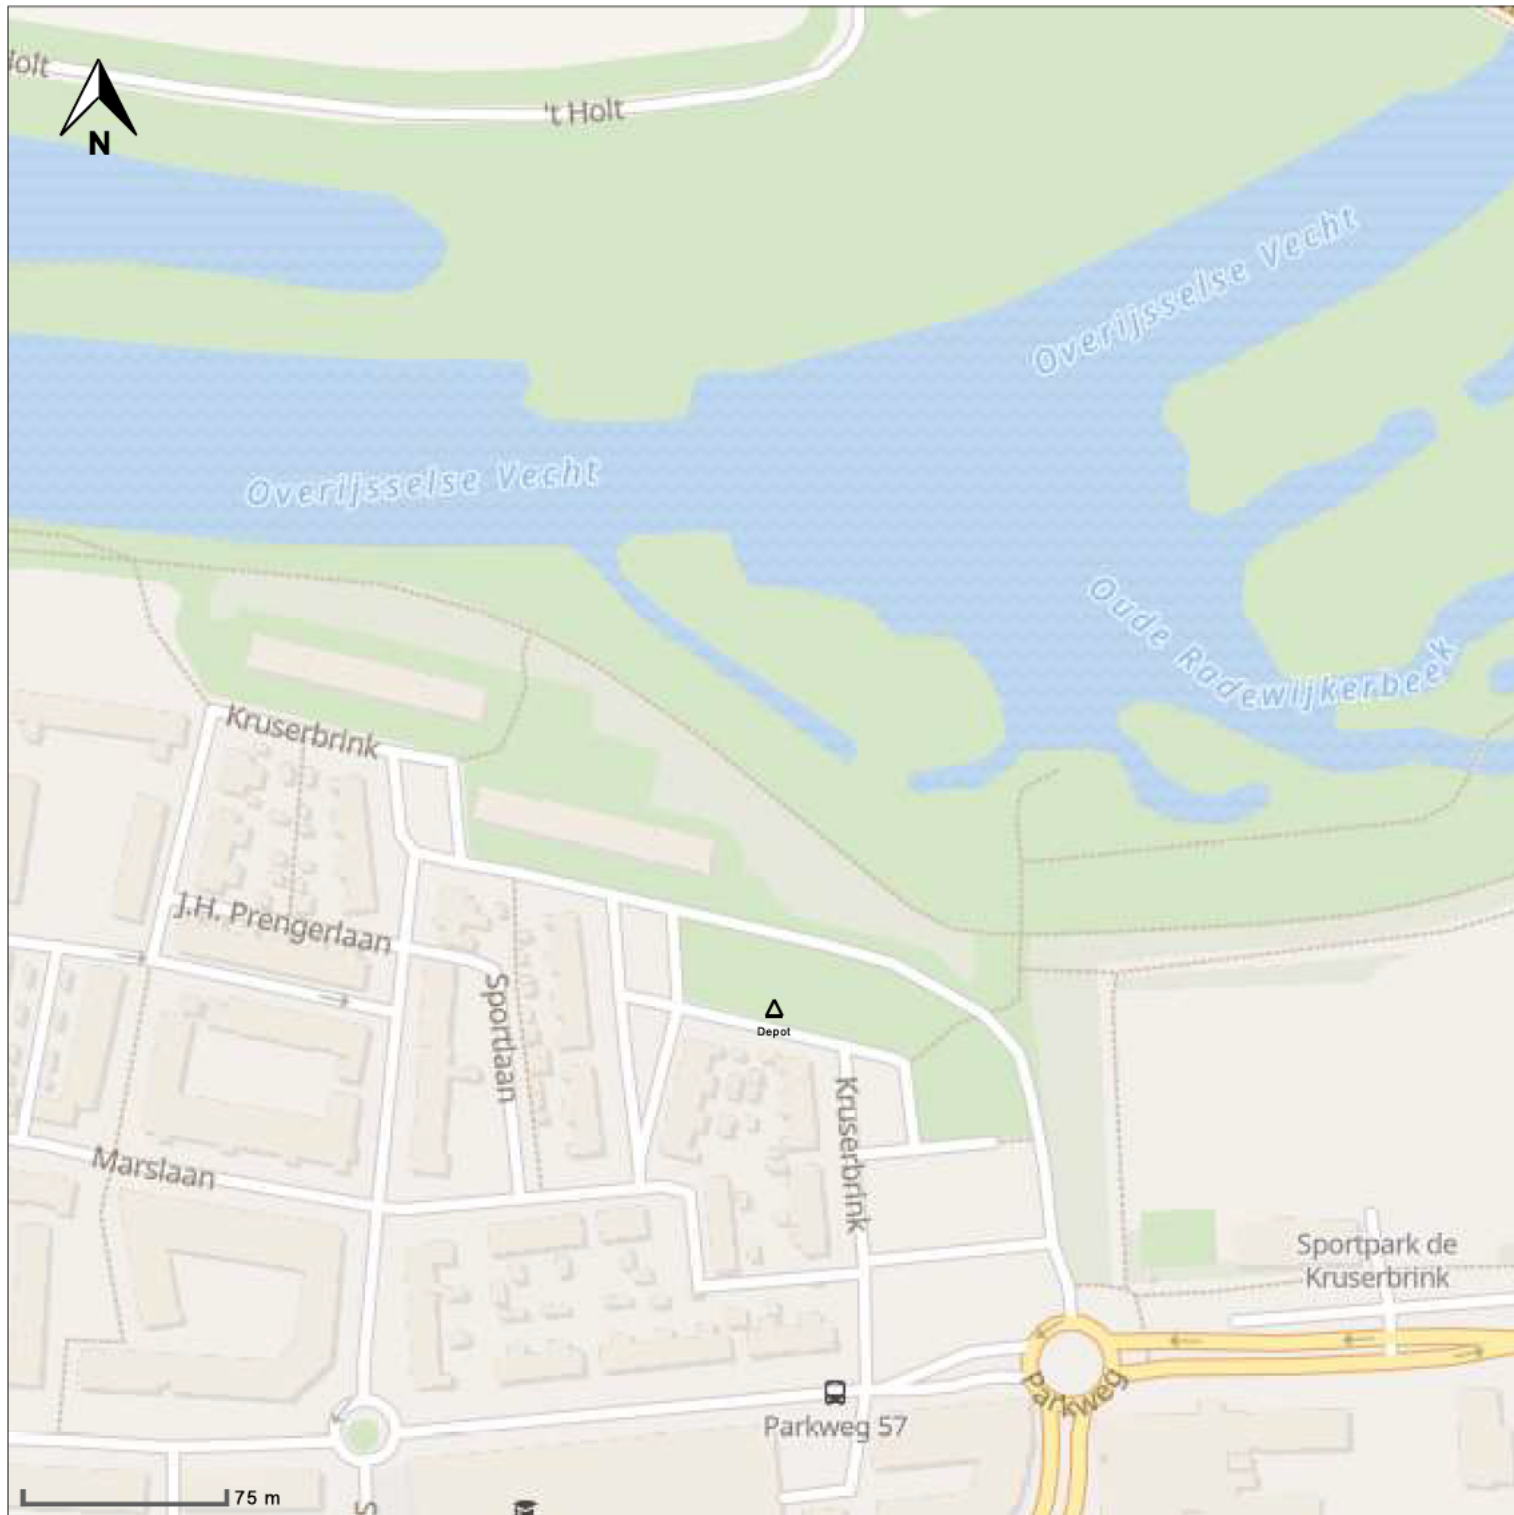 't Holt
N
Overijsselse Vecht
Overijsselse Vecht
Oude Radewijkerbeek
Kruserbrink
J.H. Prengerlaan
Sportlaan
Depot
Kruserbrink
Marslaan
Sportpark de
Kruserbrink
Parkweg
Parkweg 57
75 m